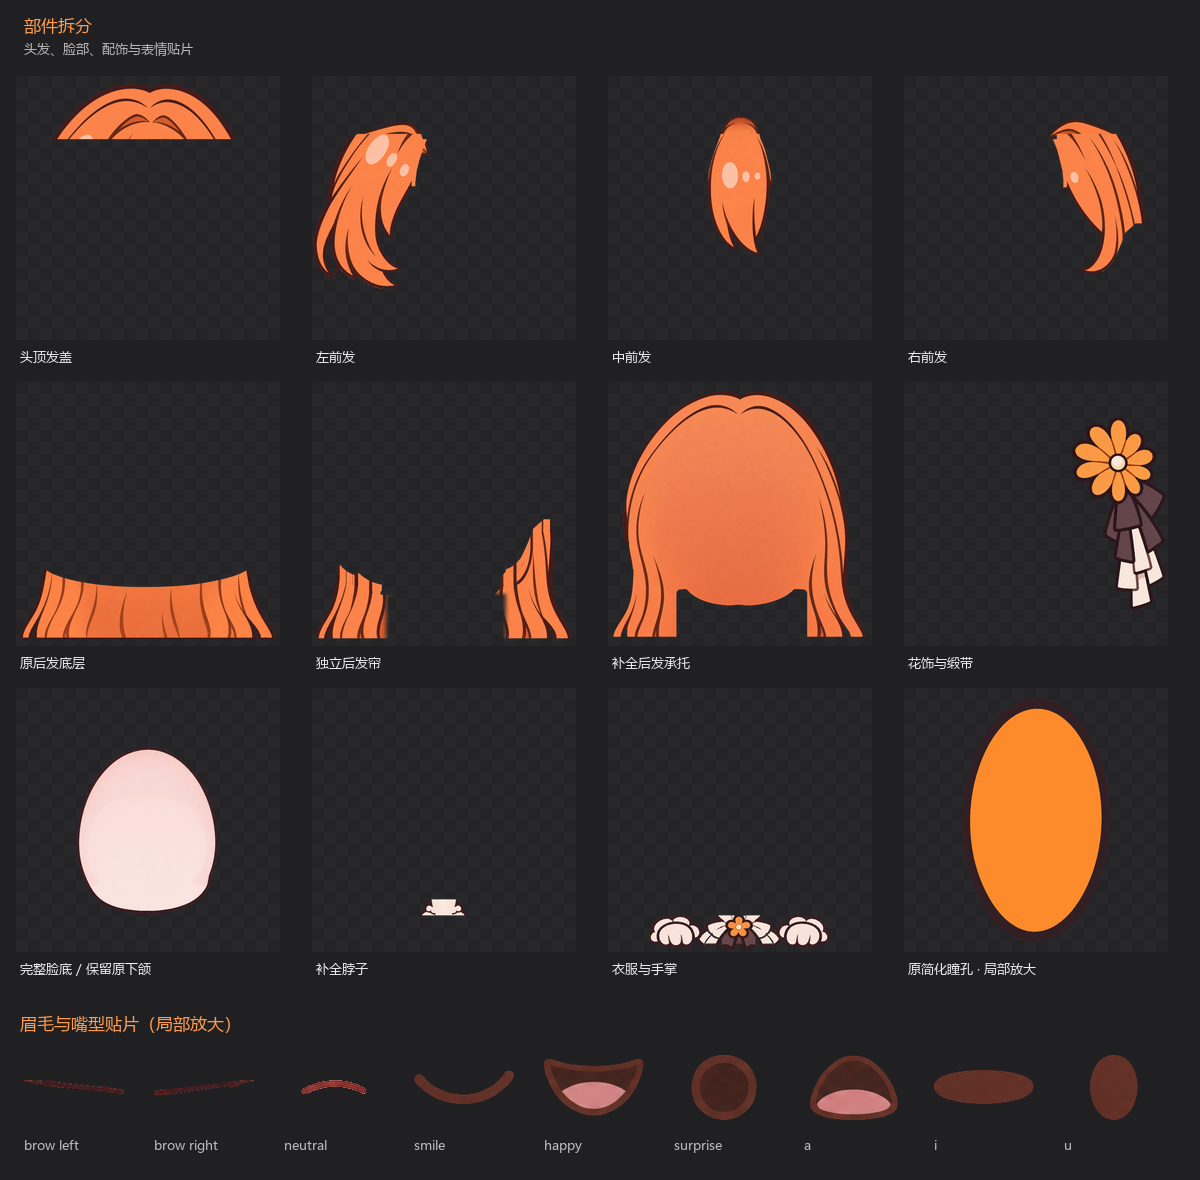 部件拆分
头发、脸部、配饰与表情贴片
头顶发盖
左前发
中前发
右前发
原后发底层
独立后发帘
补全后发承托
花饰与缎带
完整脸底 / 保留原下颌
补全脖子
衣服与手掌
原简化瞳孔 · 局部放大
眉毛与嘴型贴片（局部放大）
brow left
brow right
neutral
smile
happy
surprise
a
i
u